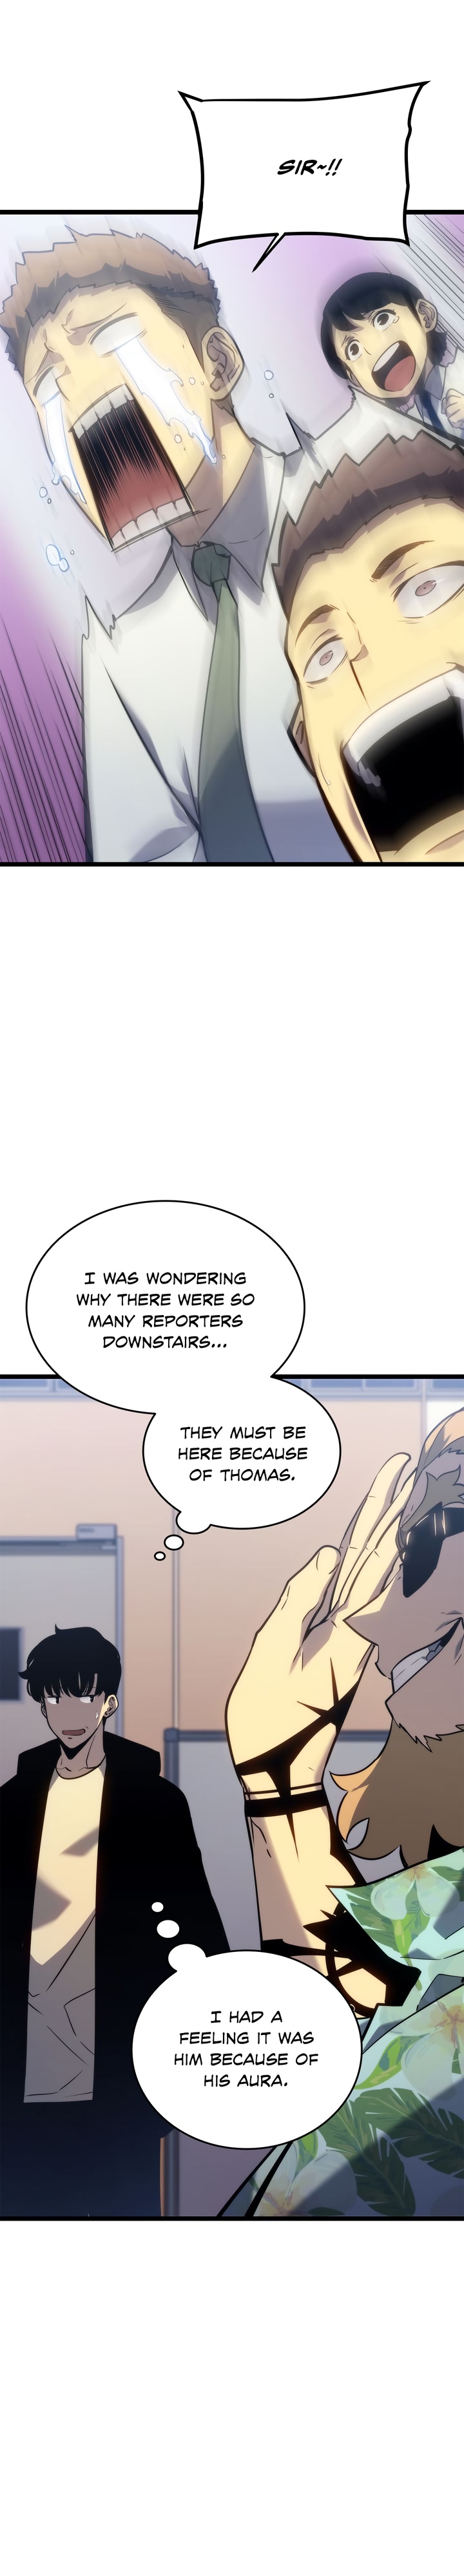 SIR~!!
I WAS WONDERING
WHY THERE WERE SO
MANY REPORTERS
DOWNSTAIRS...
THEY MUST BE
HERE BECAUSE
OF THOMAS.
I HAD A
FEELING IT WAS
HIM BECAUSE OF
HIS AURA.